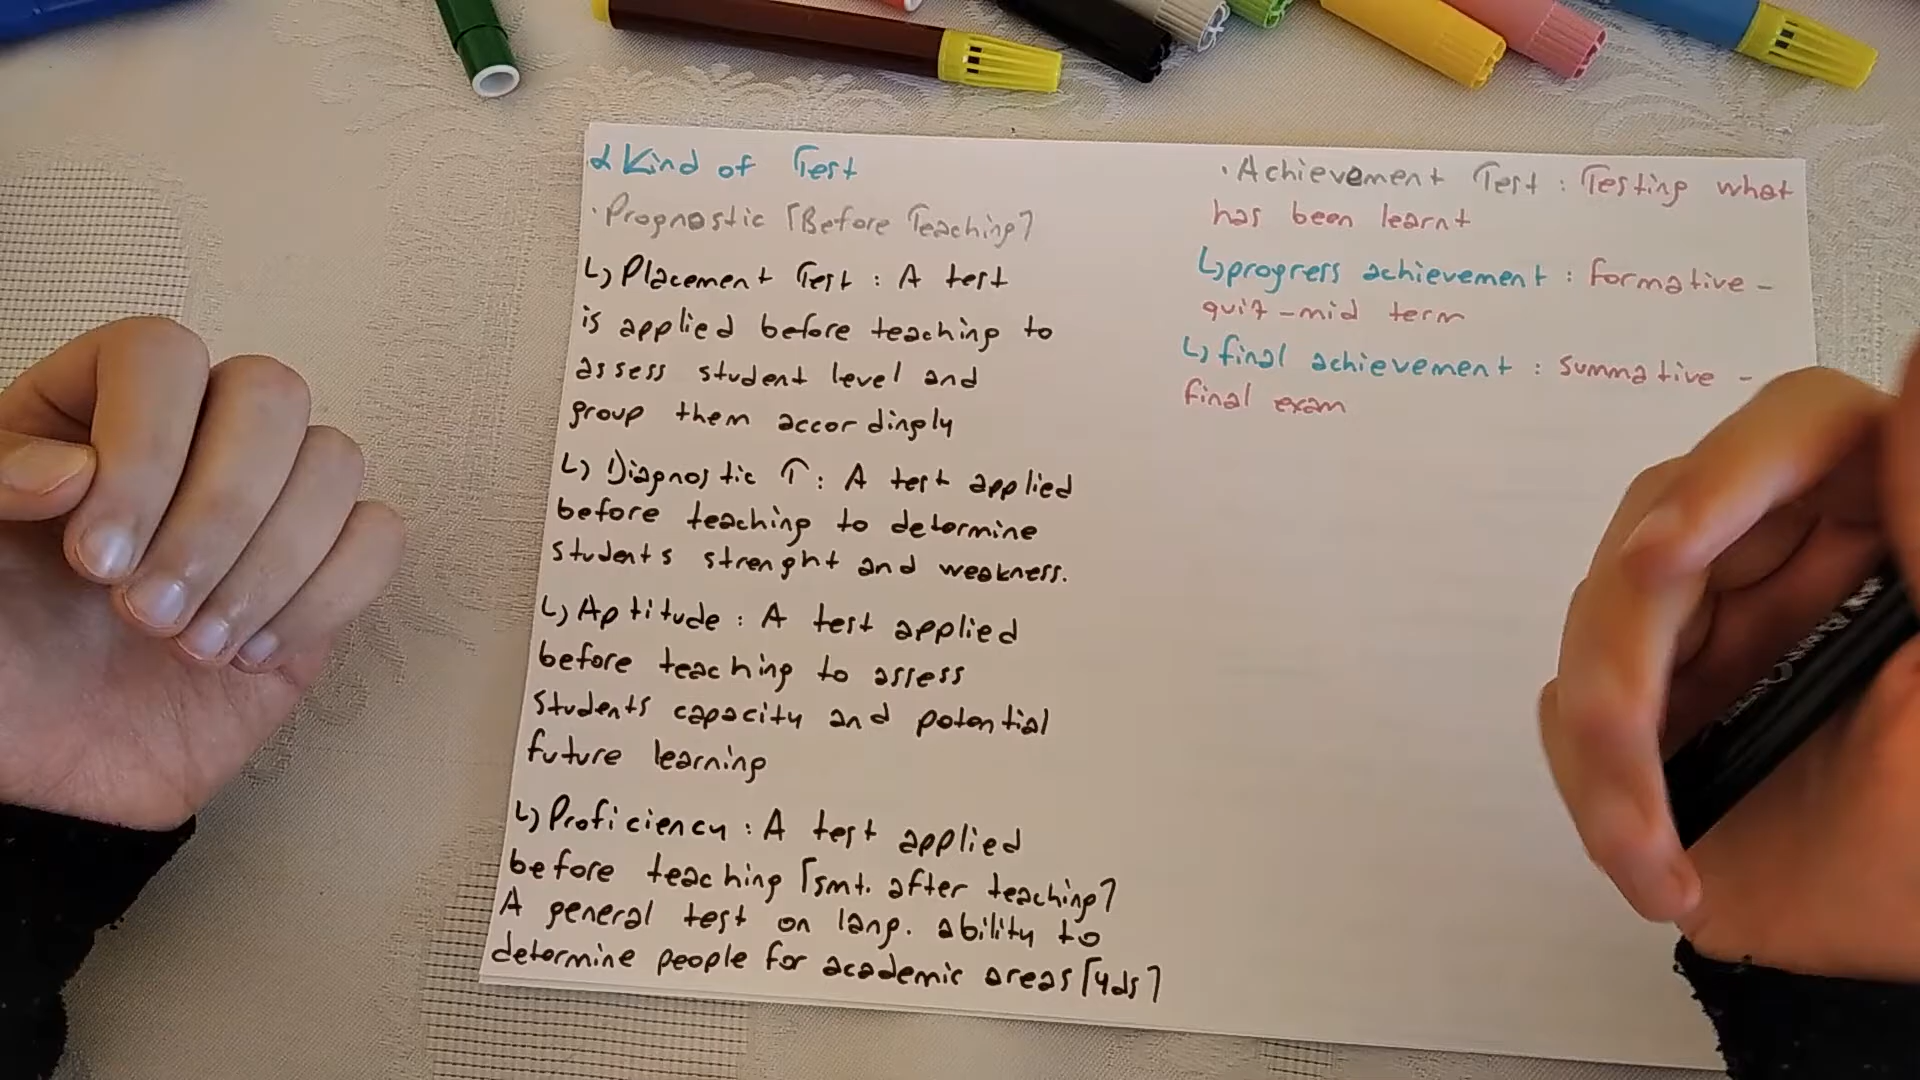 2 Kind of Test
· Prognostic [Before Teaching]
↳ Placement Test : A test
is applied before teaching to
assess student level and
group them accordingly
↳ Diagnostic T : A test applied
before teaching to determine
students strenght and weakness.
↳ Aptitude : A test applied
before teaching to assess
students capacity and potential
future learning
↳ Proficiency : A test applied
before teaching [smt. after teaching]
A general test on lang. ability to
determine people for academic areas [yds]
· Achievement Test : Testing what
has been learnt
↳ progress achievement : formative -
quiz - mid term
↳ final achievement : summative -
final exam